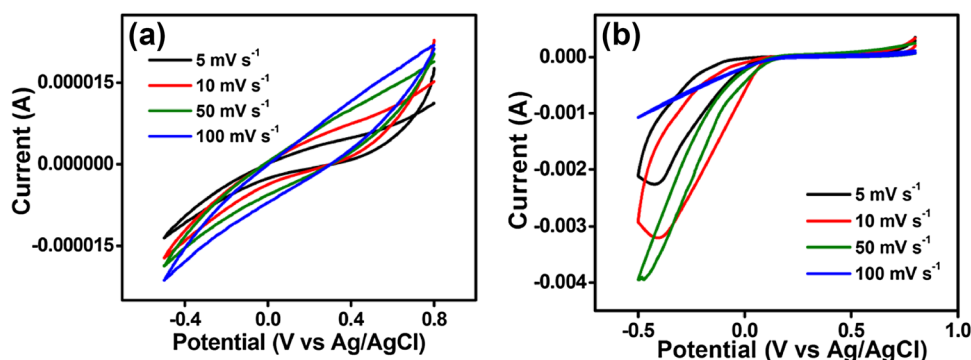 (a)
5 mV s⁻¹
10 mV s⁻¹
50 mV s⁻¹
100 mV s⁻¹
Current (A)
0.000015
0.000000
-0.000015
-0.4 0.0 0.4 0.8
Potential (V vs Ag/AgCl)
(b)
Current (A)
0.000
-0.001
-0.002
-0.003
-0.004
5 mV s⁻¹
10 mV s⁻¹
50 mV s⁻¹
100 mV s⁻¹
-0.5 0.0 0.5 1.0
Potential (V vs Ag/AgCl)